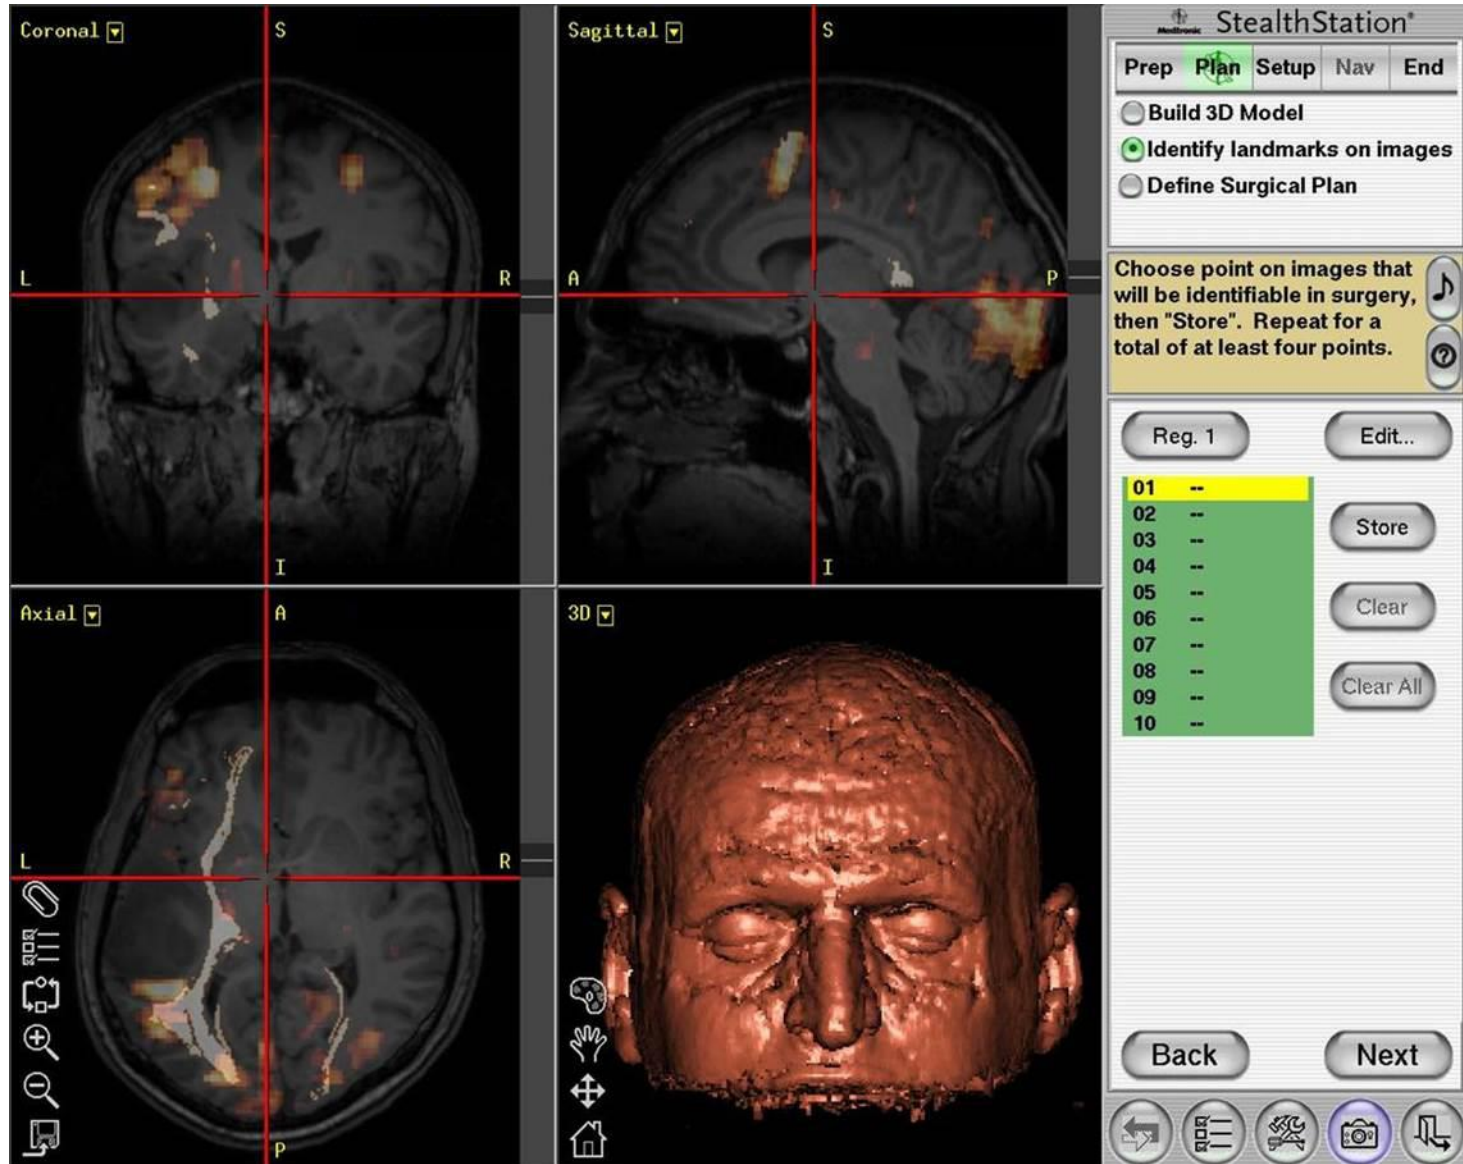 Coronal
S
L
R
I
Sagittal
S
A
P
I
Axial
A
L
R
P
3D
Medtronic
StealthStation®
Prep Plan Setup Nav End
Build 3D Model
Identify landmarks on images
Define Surgical Plan
Choose point on images that
will be identifiable in surgery,
then "Store". Repeat for a
total of at least four points.
Reg. 1
Edit...
01 --
02 --
03 --
04 --
05 --
06 --
07 --
08 --
09 --
10 --
Store
Clear
Clear All
Back
Next